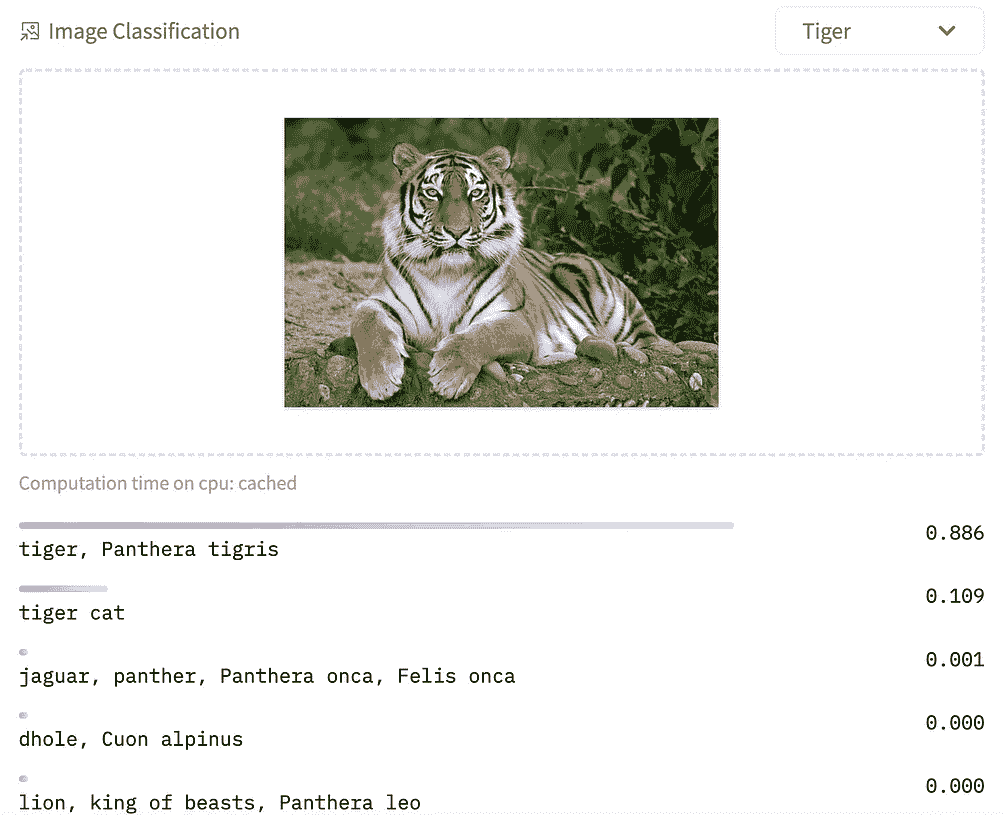 Image Classification
Tiger
Computation time on cpu: cached
tiger, Panthera tigris
0.886
tiger cat
0.109
jaguar, panther, Panthera onca, Felis onca
0.001
dhole, Cuon alpinus
0.000
lion, king of beasts, Panthera leo
0.000